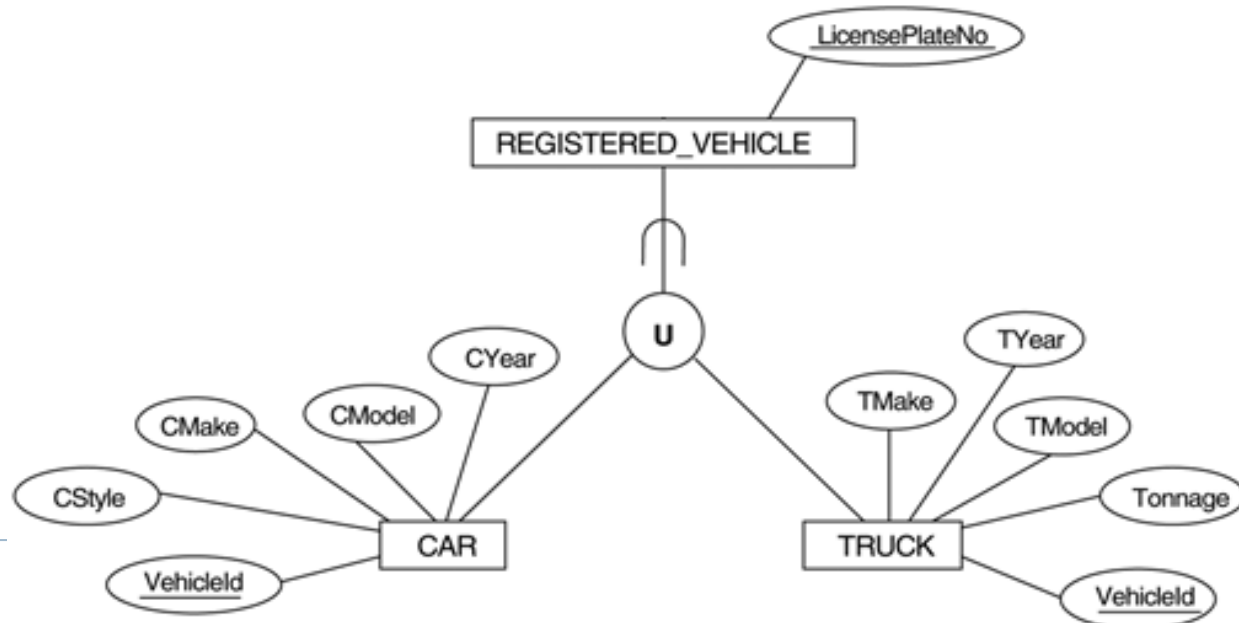 LicensePlateNo
REGISTERED_VEHICLE
U
CYear
TYear
CMake
CModel
TMake
TModel
CStyle
Tonnage
CAR
TRUCK
VehicleId
VehicleId